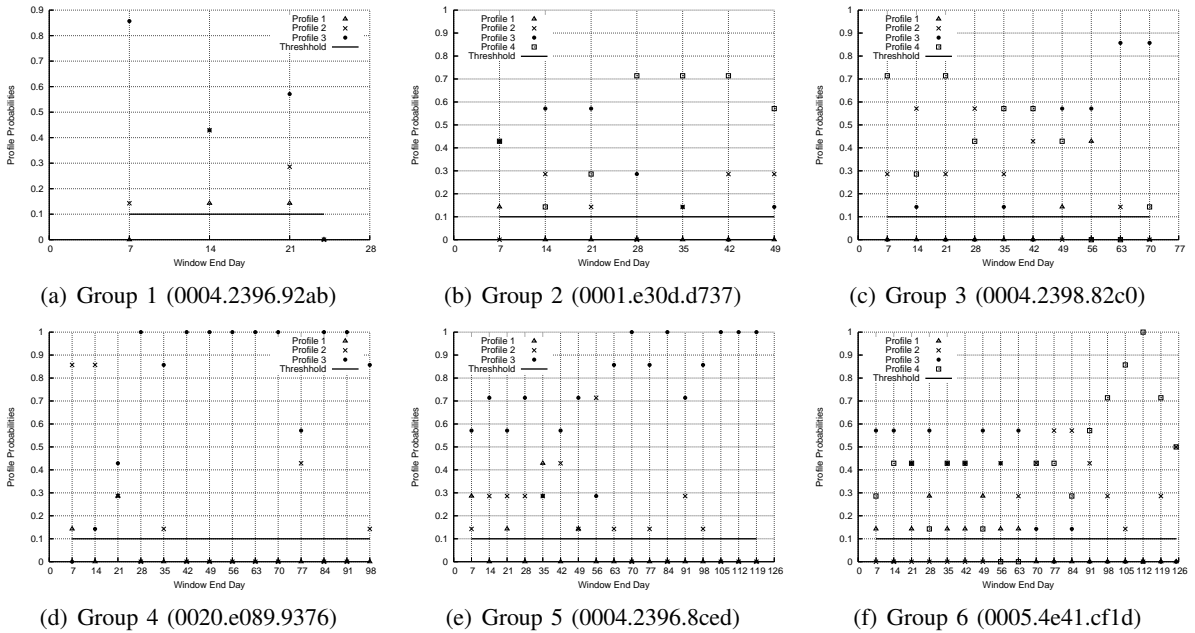 0.9
0.8
0.7
0.6
0.5
0.4
0.3
0.2
0.1
0
0 7 14 21 28
Profile Probabilities
Window End Day
Profile 1
Profile 2
Profile 3
Threshhold
(a) Group 1 (0004.2396.92ab)
1
0.9
0.8
0.7
0.6
0.5
0.4
0.3
0.2
0.1
0
0 7 14 21 28 35 42 49
Profile Probabilities
Window End Day
Profile 1
Profile 2
Profile 3
Profile 4
Threshhold
(b) Group 2 (0001.e30d.d737)
1
0.9
0.8
0.7
0.6
0.5
0.4
0.3
0.2
0.1
0
0 7 14 21 28 35 42 49 56 63 70 77
Profile Probabilities
Window End Day
Profile 1
Profile 2
Profile 3
Profile 4
Threshhold
(c) Group 3 (0004.2398.82c0)
1
0.9
0.8
0.7
0.6
0.5
0.4
0.3
0.2
0.1
0
0 7 14 21 28 35 42 49 56 63 70 77 84 91 98
Profile Probabilities
Window End Day
Profile 1
Profile 2
Profile 3
Threshhold
(d) Group 4 (0020.e089.9376)
1
0.9
0.8
0.7
0.6
0.5
0.4
0.3
0.2
0.1
0
0 7 14 21 28 35 42 49 56 63 70 77 84 91 98 105 112 119 126
Profile Probabilities
Window End Day
Profile 1
Profile 2
Profile 3
Threshhold
(e) Group 5 (0004.2396.8ced)
1
0.9
0.8
0.7
0.6
0.5
0.4
0.3
0.2
0.1
0
0 7 14 21 28 35 42 49 56 63 70 77 84 91 98 105 112 119 126
Profile Probabilities
Window End Day
Profile 1
Profile 2
Profile 3
Profile 4
Threshhold
(f) Group 6 (0005.4e41.cf1d)